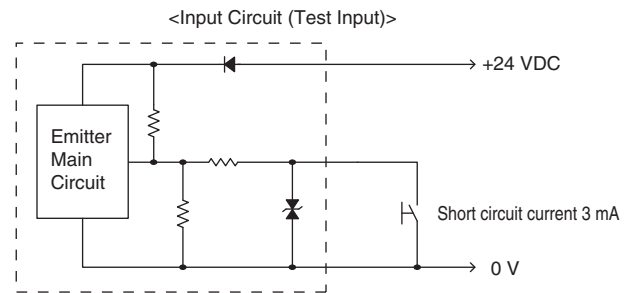 <Input Circuit (Test Input)>
+24 VDC
Emitter
Main
Circuit
Short circuit current 3 mA
0 V